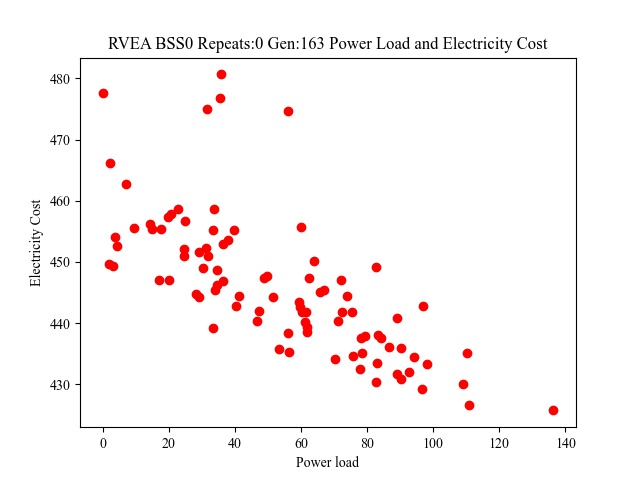 RVEA BSS0 Repeats:0 Gen:163 Power Load and Electricity Cost
480
470
460
450
440
430
Electricity Cost
0 20 40 60 80 100 120 140
Power load